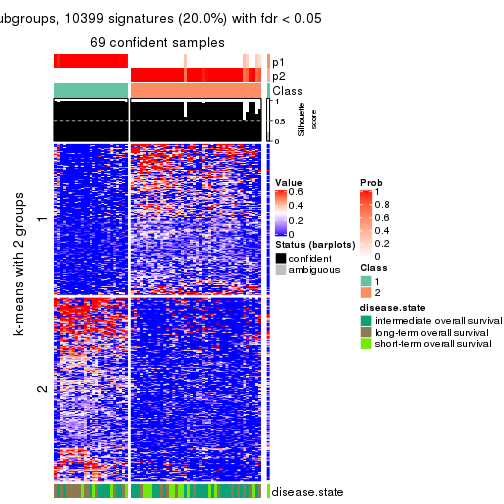 ubgroups, 10399 signatures (20.0%) with fdr < 0.05
69 confident samples
p1
p2
Class
1
0.5
0
Silhouette
score
k-means with 2 groups
1
2
Value
0.6
0.4
0.2
0
Status (barplots)
confident
ambiguous
Prob
1
0.8
0.6
0.4
0.2
0
Class
1
2
disease.state
intermediate overall survival
long-term overall survival
short-term overall survival
disease.state